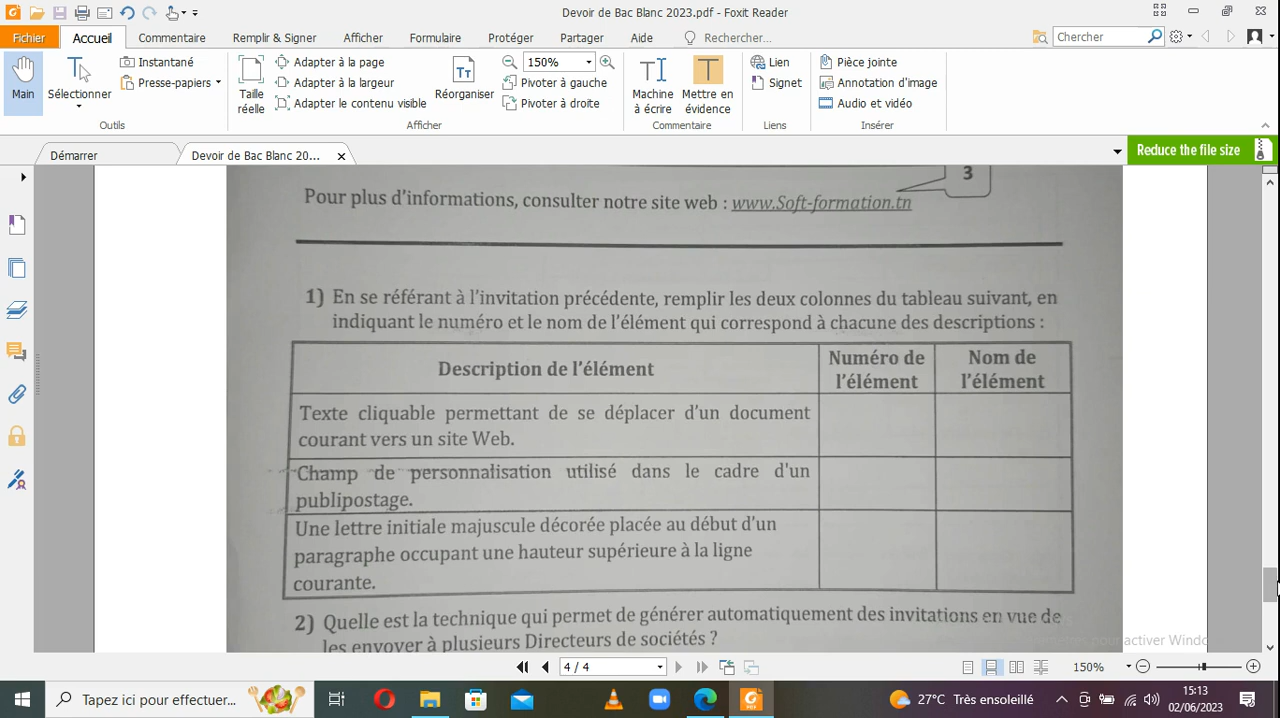 Devoir de Bac Blanc 2023.pdf - Foxit Reader
Fichier Accueil Commentaire Remplir & Signer Afficher Formulaire Protéger Partager Aide Rechercher... Chercher
Main
Sélectionner
Instantané
Presse-papiers
Outils
Taille
réelle
Adapter à la page
Adapter à la largeur
Adapter le contenu visible
Réorganiser
150%
Pivoter à gauche
Pivoter à droite
Afficher
Machine
à écrire
Mettre en
évidence
Commentaire
Lien
Signet
Liens
Pièce jointe
Annotation d'image
Audio et vidéo
Insérer
Démarrer
Devoir de Bac Blanc 20...
Reduce the file size
3
Pour plus d'informations, consulter notre site web : www.Soft-formation.tn
1) En se référant à l'invitation précédente, remplir les deux colonnes du tableau suivant, en
indiquant le numéro et le nom de l'élément qui correspond à chacune des descriptions :
Description de l'élément
Numéro de
l'élément
Nom de
l'élément
Texte cliquable permettant de se déplacer d'un document
courant vers un site Web.
Champ de personnalisation utilisé dans le cadre d'un
publipostage.
Une lettre initiale majuscule décorée placée au début d'un
paragraphe occupant une hauteur supérieure à la ligne
courante.
2) Quelle est la technique qui permet de générer automatiquement des invitations en vue de
les envoyer à plusieurs Directeurs de sociétés ?
pour activer Windo
4 / 4
150%
Tapez ici pour effectuer...
27°C Très ensoleillé
15:13
02/06/2023